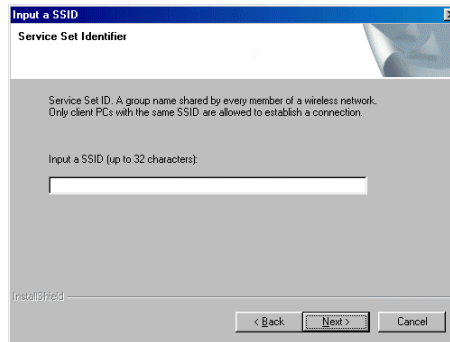 Input a SSID
Service Set Identifier
Service Set ID. A group name shared by every member of a wireless network.
Only client PCs with the same SSID are allowed to establish a connection.
Input a SSID (up to 32 characters):
InstallShield
< Back Next > Cancel